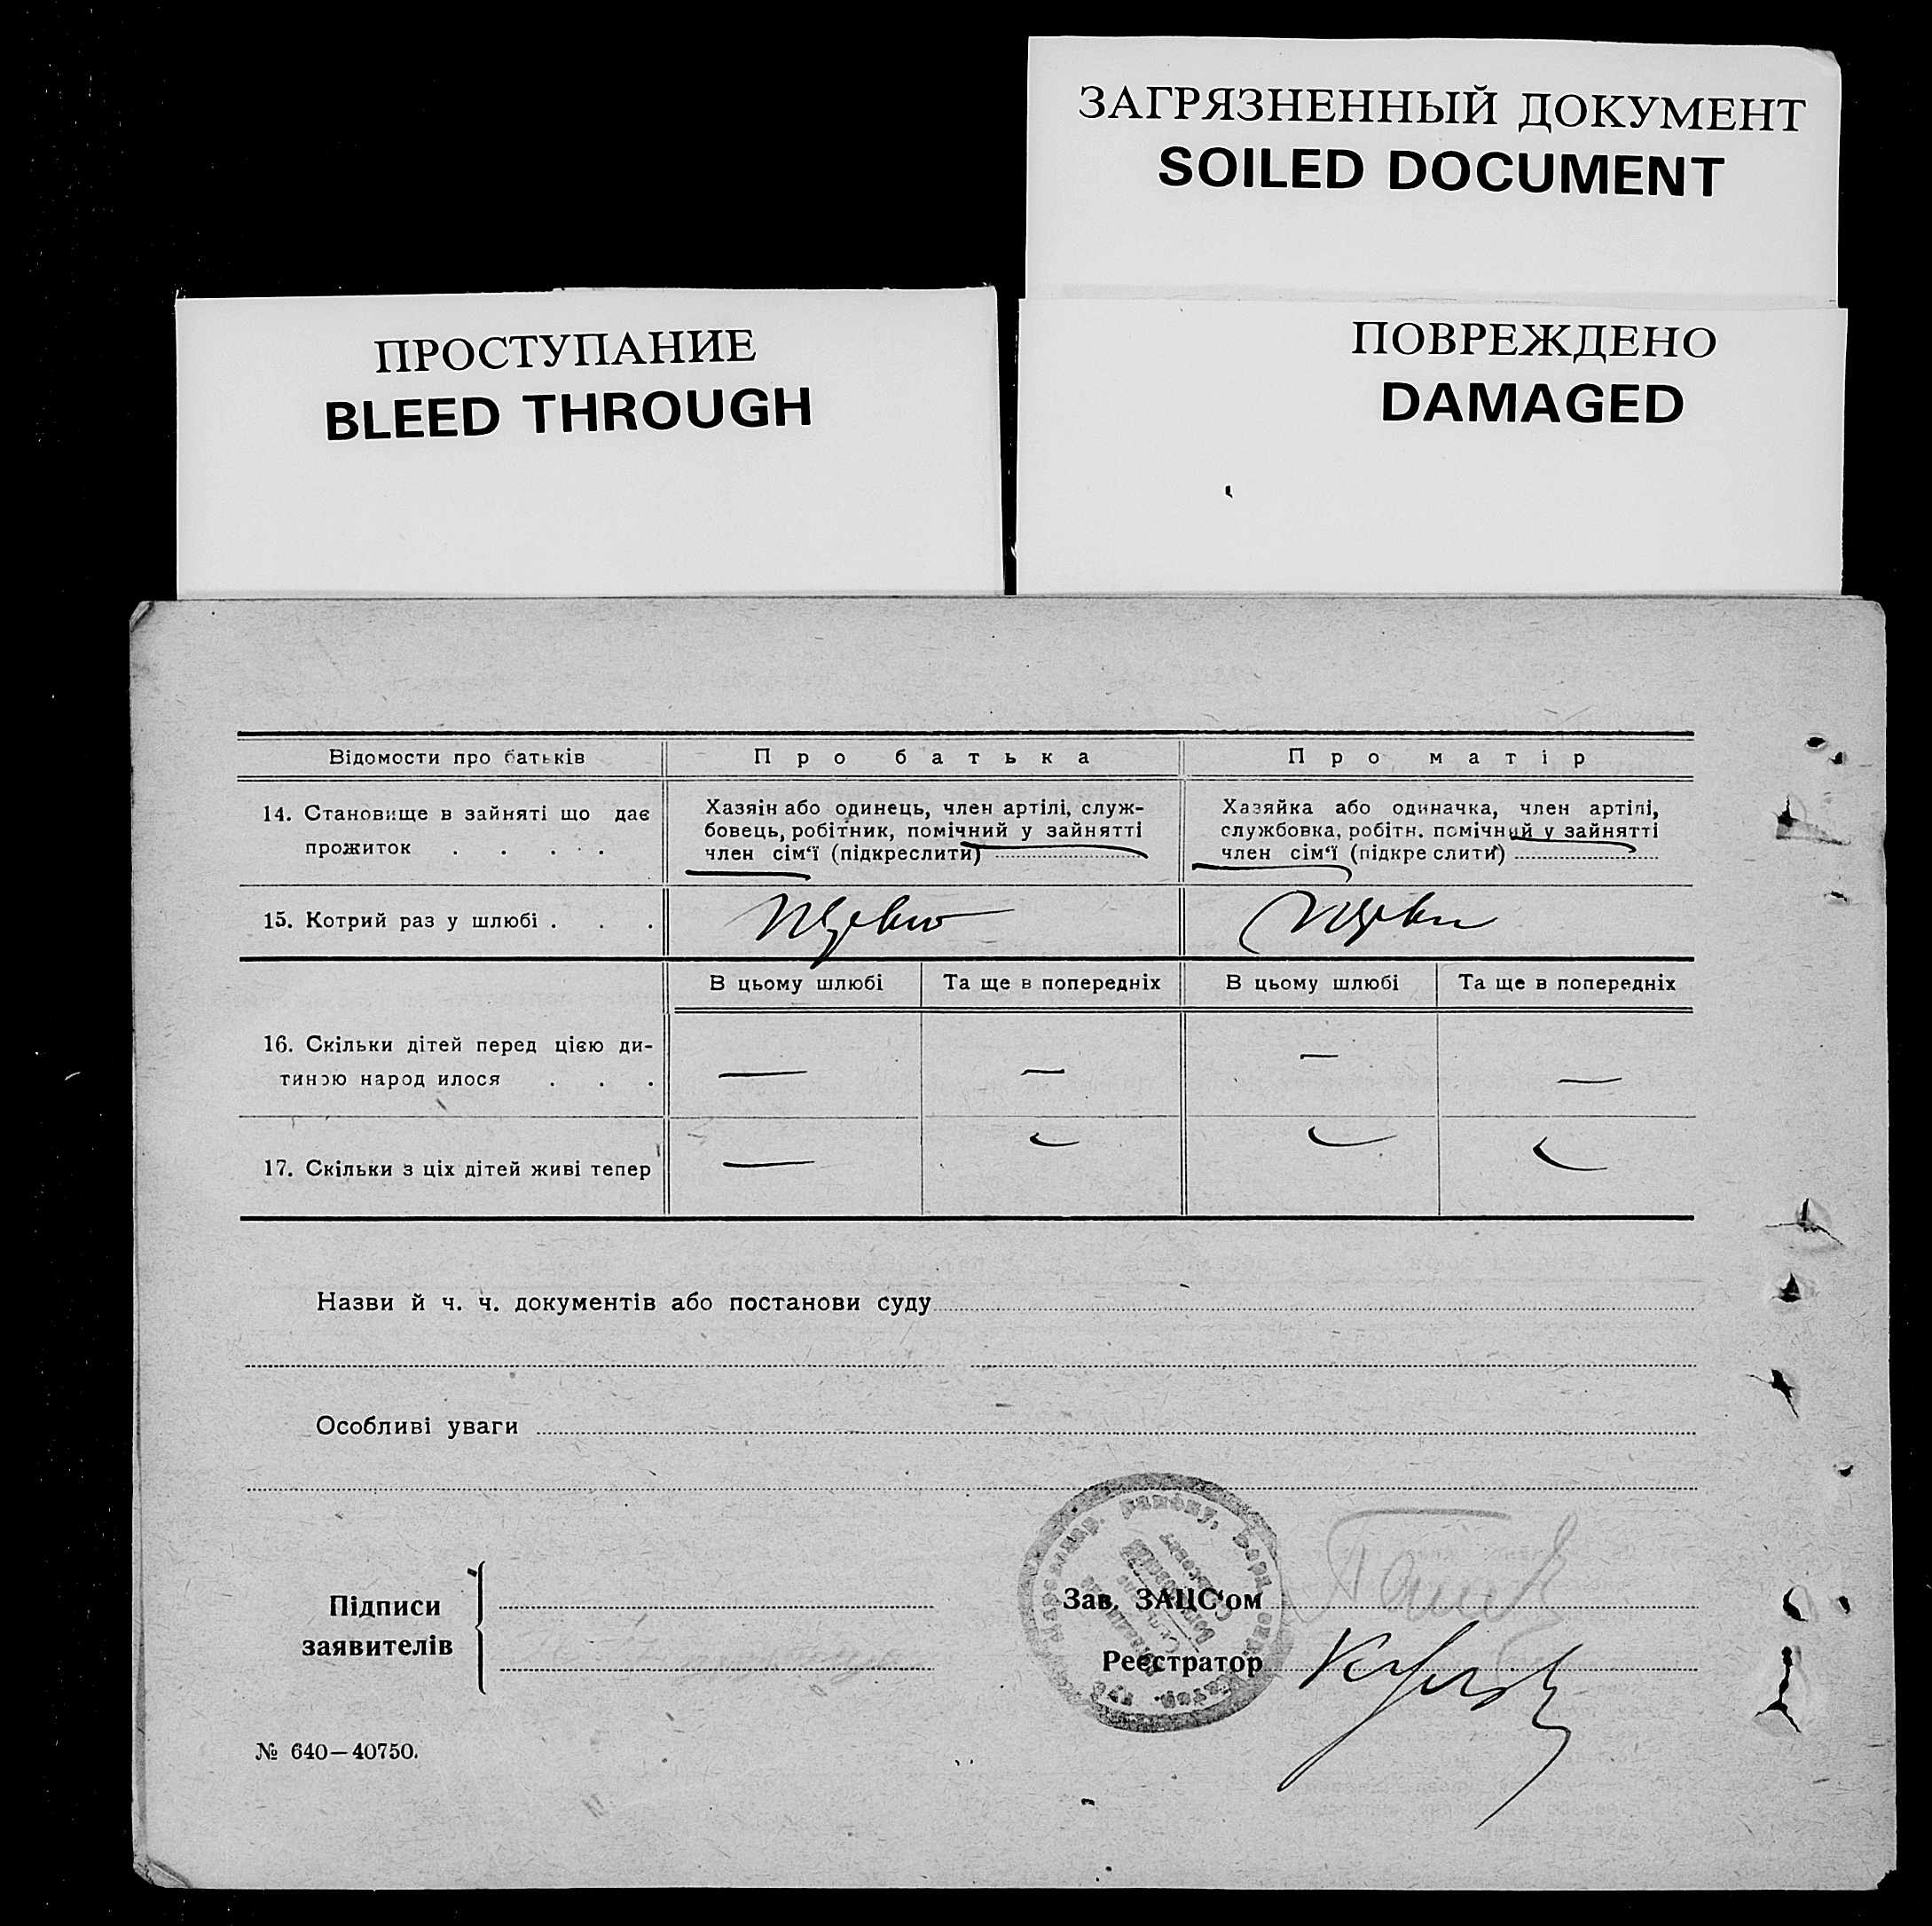 ЗАГРЯЗНЕННЫЙ ДОКУМЕНТ
SOILED DOCUMENT
ПРОСТУПАНИЕ
BLEED THROUGH
ПОВРЕЖДЕНО
DAMAGED
Відомости про батьків
Про батька
Про матір
14. Становище в зайняті що дає
прожиток . . . .
Хазяін або одинець, член артілі, служ-
бовець, робітник, помічний у зайнятті
член сім‘ї (підкреслити)
Хазяйка або одиначка, член артілі,
службовка, робітн. помічний у зайнятті
член сім‘ї (підкреслити)
15. Котрий раз у шлюбі . . .
В цьому шлюбі
Та ще в попередніх
В цьому шлюбі
Та ще в попередніх
16. Скільки дітей перед цією ди-
тиною народилося . . .
— — — —
17. Скільки з ціх дітей живі тепер
—
Назви й ч. ч. документів або постанови суду
Особливі уваги
Підписи
заявителів
Зав. ЗАЦС‘ом
Реєстратор
№ 640—40750.